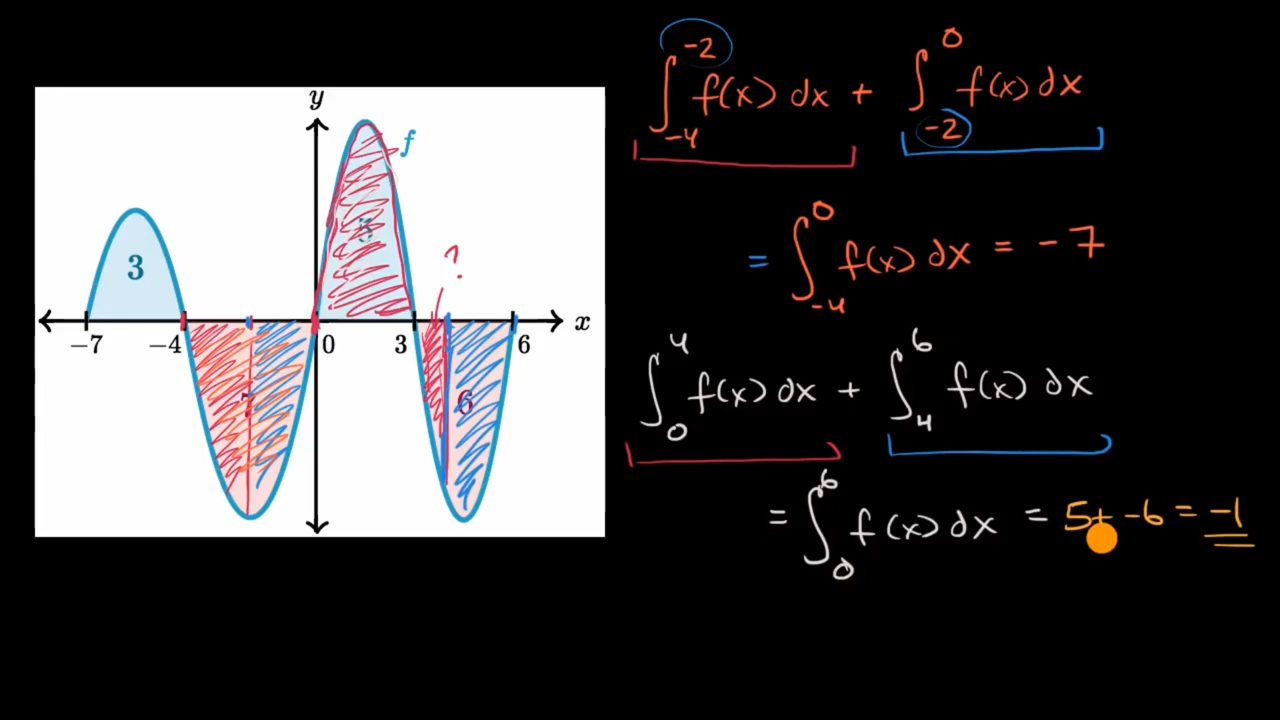 ∫_{-4}^{-2} f(x) dx + ∫_{-2}^{0} f(x) dx
= ∫_{-4}^{0} f(x) dx = -7
∫_{0}^{4} f(x) dx + ∫_{4}^{6} f(x) dx
= ∫_{0}^{6} f(x) dx = 5 + -6 = -1
y
f
5
?
3
x
-7 -4 0 3 6
7
6